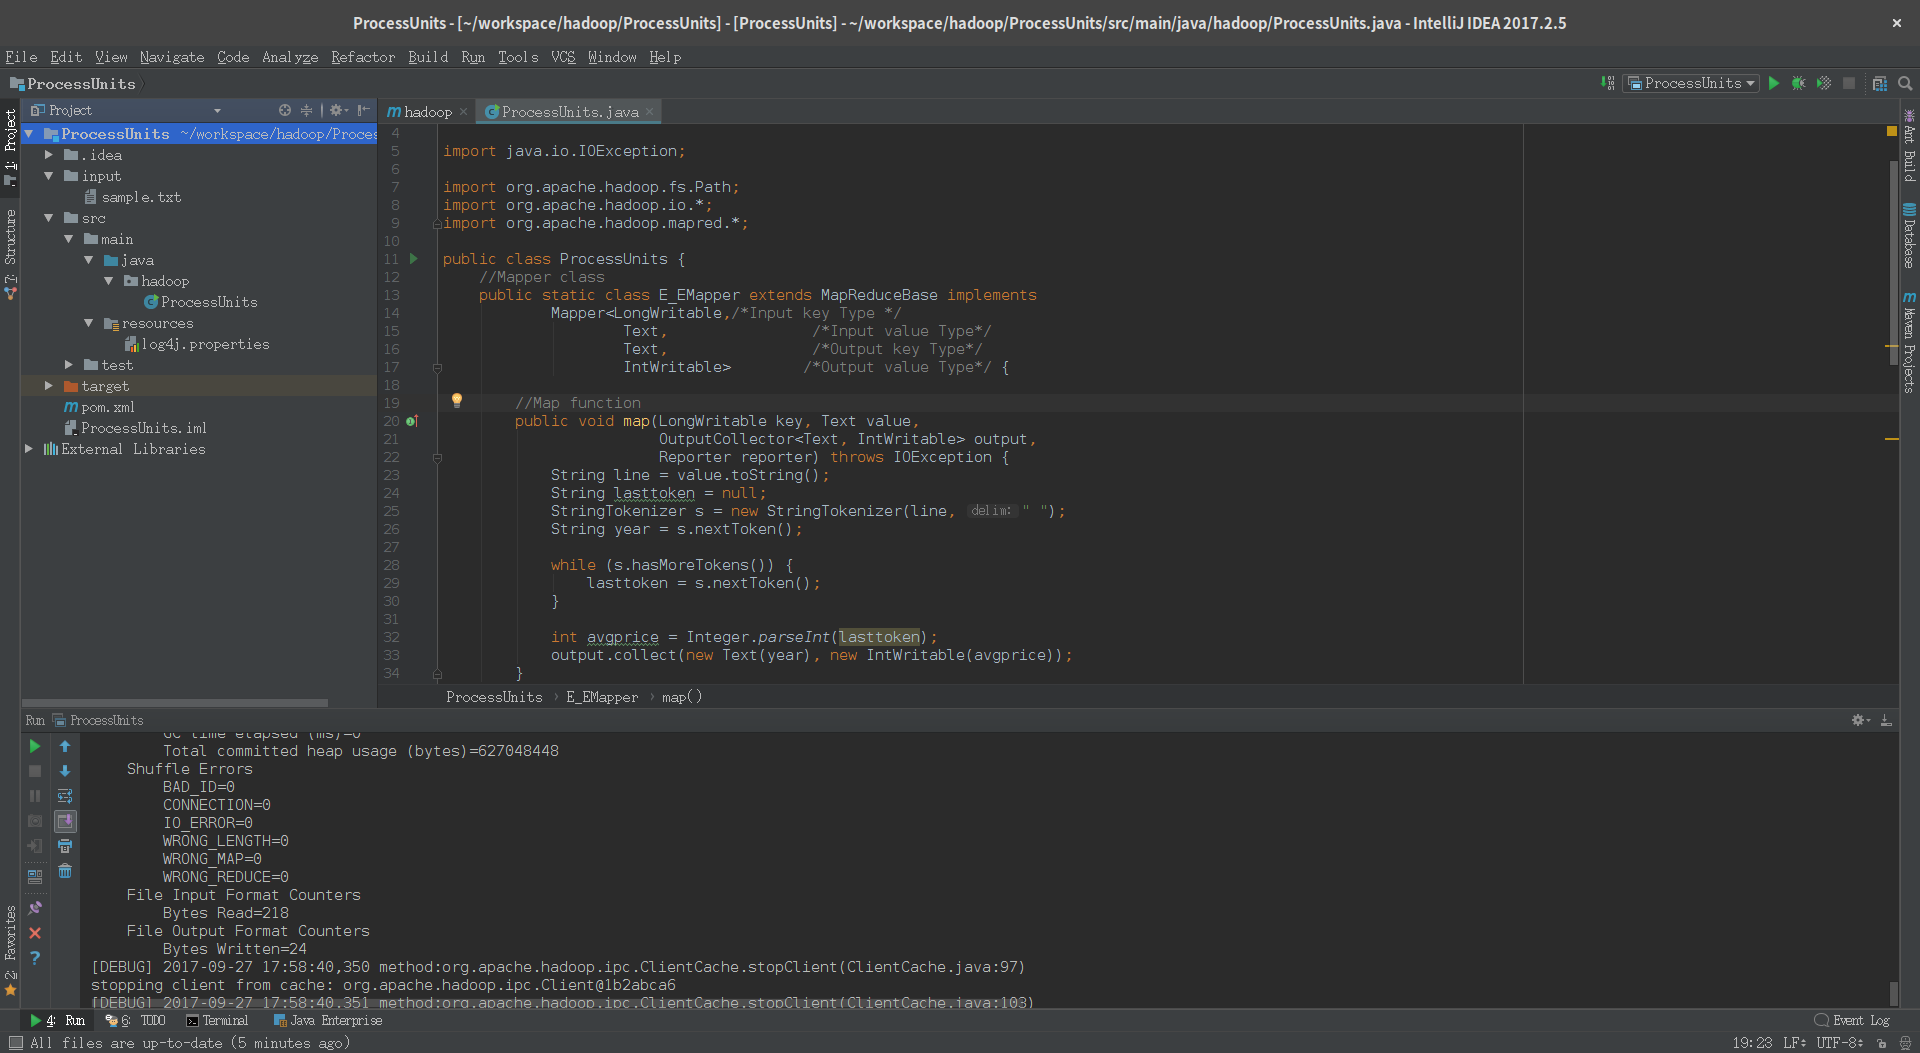 ProcessUnits - [~/workspace/hadoop/ProcessUnits] - [ProcessUnits] - ~/workspace/hadoop/ProcessUnits/src/main/java/hadoop/ProcessUnits.java - IntelliJ IDEA 2017.2.5
File Edit View Navigate Code Analyze Refactor Build Run Tools VCS Window Help
ProcessUnits
ProcessUnits
1: Project
7: Structure
2: Favorites
Project
ProcessUnits ~/workspace/hadoop/Proces
.idea
input
sample.txt
src
main
java
hadoop
ProcessUnits
resources
log4j.properties
test
target
pom.xml
ProcessUnits.iml
External Libraries
hadoop
ProcessUnits.java
4
5 import java.io.IOException;
6
7 import org.apache.hadoop.fs.Path;
8 import org.apache.hadoop.io.*;
9 import org.apache.hadoop.mapred.*;
10
11 public class ProcessUnits {
12 //Mapper class
13 public static class E_EMapper extends MapReduceBase implements
14 Mapper<LongWritable,/*Input key Type */
15 Text, /*Input value Type*/
16 Text, /*Output key Type*/
17 IntWritable> /*Output value Type*/ {
18
19 //Map function
20 public void map(LongWritable key, Text value,
21 OutputCollector<Text, IntWritable> output,
22 Reporter reporter) throws IOException {
23 String line = value.toString();
24 String lasttoken = null;
25 StringTokenizer s = new StringTokenizer(line, delim: " ");
26 String year = s.nextToken();
27
28 while (s.hasMoreTokens()) {
29 lasttoken = s.nextToken();
30 }
31
32 int avgprice = Integer.parseInt(lasttoken);
33 output.collect(new Text(year), new IntWritable(avgprice));
34 }
ProcessUnits › E_EMapper › map()
Ant Build
Database
Maven Projects
Run ProcessUnits
GC time elapsed (ms)=0
Total committed heap usage (bytes)=627048448
Shuffle Errors
BAD_ID=0
CONNECTION=0
IO_ERROR=0
WRONG_LENGTH=0
WRONG_MAP=0
WRONG_REDUCE=0
File Input Format Counters
Bytes Read=218
File Output Format Counters
Bytes Written=24
[DEBUG] 2017-09-27 17:58:40,350 method:org.apache.hadoop.ipc.ClientCache.stopClient(ClientCache.java:97)
stopping client from cache: org.apache.hadoop.ipc.Client@1b2abca6
[DEBUG] 2017-09-27 17:58:40,351 method:org.apache.hadoop.ipc.ClientCache.stopClient(ClientCache.java:103)
4: Run 6: TODO Terminal Java Enterprise Event Log
All files are up-to-date (5 minutes ago) 19:23 LF UTF-8